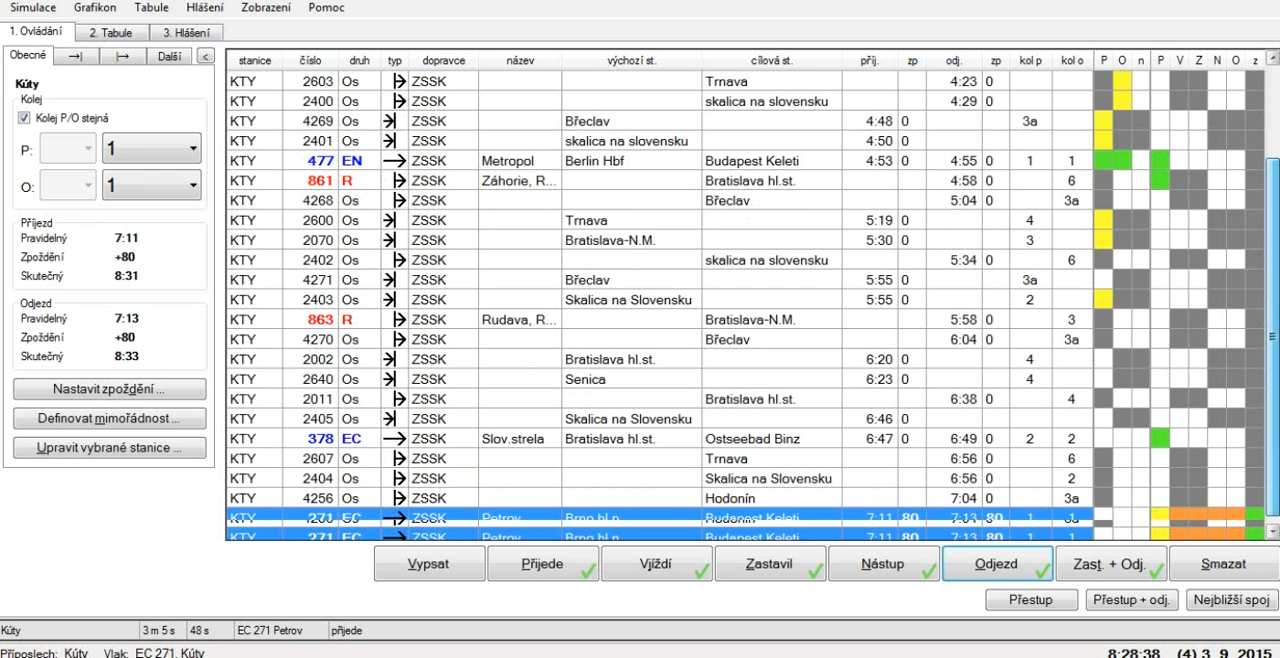 Simulace Grafikon Tabule Hlášení Zobrazení Pomoc
1. Ovládání 2. Tabule 3. Hlášení
Obecné →| |→ Další <
Kúty
Kolej
Kolej P/O stejná
P: 1
O: 1
Příjezd
Pravidelný 7:11
Zpoždění +80
Skutečný 8:31
Odjezd
Pravidelný 7:13
Zpoždění +80
Skutečný 8:33
Nastavit zpoždění ...
Definovat mimořádnost ...
Upravit vybrané stanice ...
stanice číslo druh typ dopravce název výchozí st. cílová st. příj. zp odj. zp kol p kol o P O n P V Z N O z
KTY 2603 Os ZSSK Trnava 4:23 0
KTY 2400 Os ZSSK skalica na slovensku 4:29 0
KTY 4269 Os ZSSK Břeclav 4:48 0 3a
KTY 2401 Os ZSSK skalica na slovensku 4:50 0
KTY 477 EN ZSSK Metropol Berlin Hbf Budapest Keleti 4:53 0 4:55 0 1 1
KTY 861 R ZSSK Záhorie, R... Bratislava hl.st. 4:58 0 6
KTY 4268 Os ZSSK Břeclav 5:04 0 3a
KTY 2600 Os ZSSK Trnava 5:19 0 4
KTY 2070 Os ZSSK Bratislava-N.M. 5:30 0 3
KTY 2402 Os ZSSK skalica na slovensku 5:34 0 6
KTY 4271 Os ZSSK Břeclav 5:55 0 3a
KTY 2403 Os ZSSK Skalica na Slovensku 5:55 0 2
KTY 863 R ZSSK Rudava, R... Bratislava-N.M. 5:58 0 3
KTY 4270 Os ZSSK Břeclav 6:04 0 3a
KTY 2002 Os ZSSK Bratislava hl.st. 6:20 0 4
KTY 2640 Os ZSSK Senica 6:23 0 4
KTY 2011 Os ZSSK Bratislava hl.st. 6:38 0 4
KTY 2405 Os ZSSK Skalica na Slovensku 6:46 0
KTY 378 EC ZSSK Slov.strela Bratislava hl.st. Ostseebad Binz 6:47 0 6:49 0 2 2
KTY 2607 Os ZSSK Trnava 6:56 0 6
KTY 2404 Os ZSSK Skalica na Slovensku 6:56 0 2
KTY 4256 Os ZSSK Hodonín 7:04 0 3a
KTY 271 EC ZSSK Petrov Brno hl.n. Budapest Keleti 7:11 80 7:13 80 1
KTY 271 EC ZSSK Petrov Brno hl.n. Budapest Keleti 7:11 80 7:13 80 1 1
Vypsat Přijede Vjíždí Zastavil Nástup Odjezd Zast. + Odj. Smazat
Přestup Přestup + odj. Nejbližší spoj
Kúty 3 m 5 s 48 s EC 271 Petrov přijede
Příposlech: Kúty Vlak: EC 271, Kúty 8:28:38 (4) 3. 9. 2015